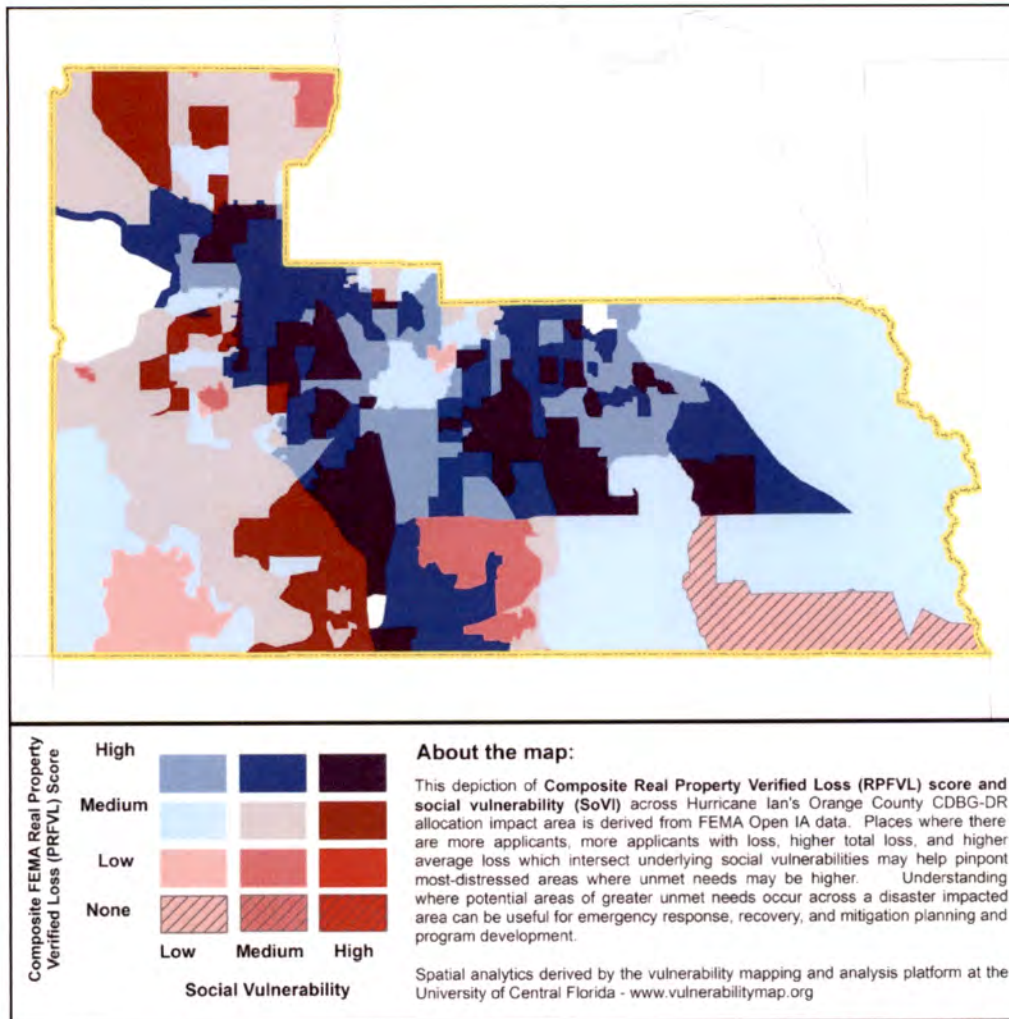 Composite FEMA Real Property
Verified Loss (PRFVL) Score
High
Medium
Low
None
Low Medium High
Social Vulnerability
About the map:
This depiction of Composite Real Property Verified Loss (RPFVL) score and
social vulnerability (SoVI) across Hurricane Ian's Orange County CDBG-DR
allocation impact area is derived from FEMA Open IA data. Places where there
are more applicants, more applicants with loss, higher total loss, and higher
average loss which intersect underlying social vulnerabilities may help pinpont
most-distressed areas where unmet needs may be higher. Understanding
where potential areas of greater unmet needs occur across a disaster impacted
area can be useful for emergency response, recovery, and mitigation planning and
program development.
Spatial analytics derived by the vulnerability mapping and analysis platform at the
University of Central Florida - www.vulnerabilitymap.org